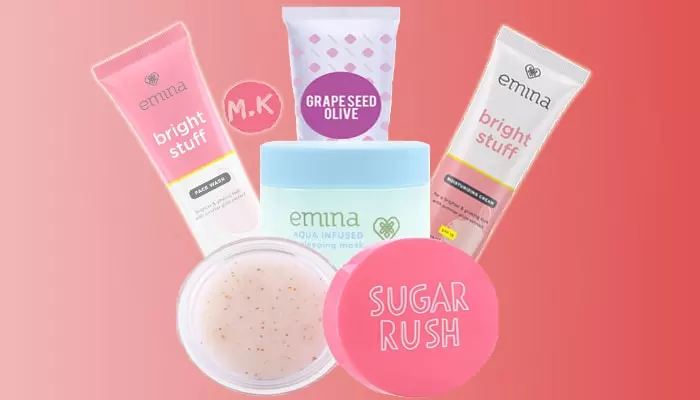 emina
bright
stuff
FACE WASH
M.K
GRAPE SEED
OLIVE
emina
bright
stuff
MOISTURIZING CREAM
emina
AQUA INFUSED
sleeping mask
SUGAR
RUSH